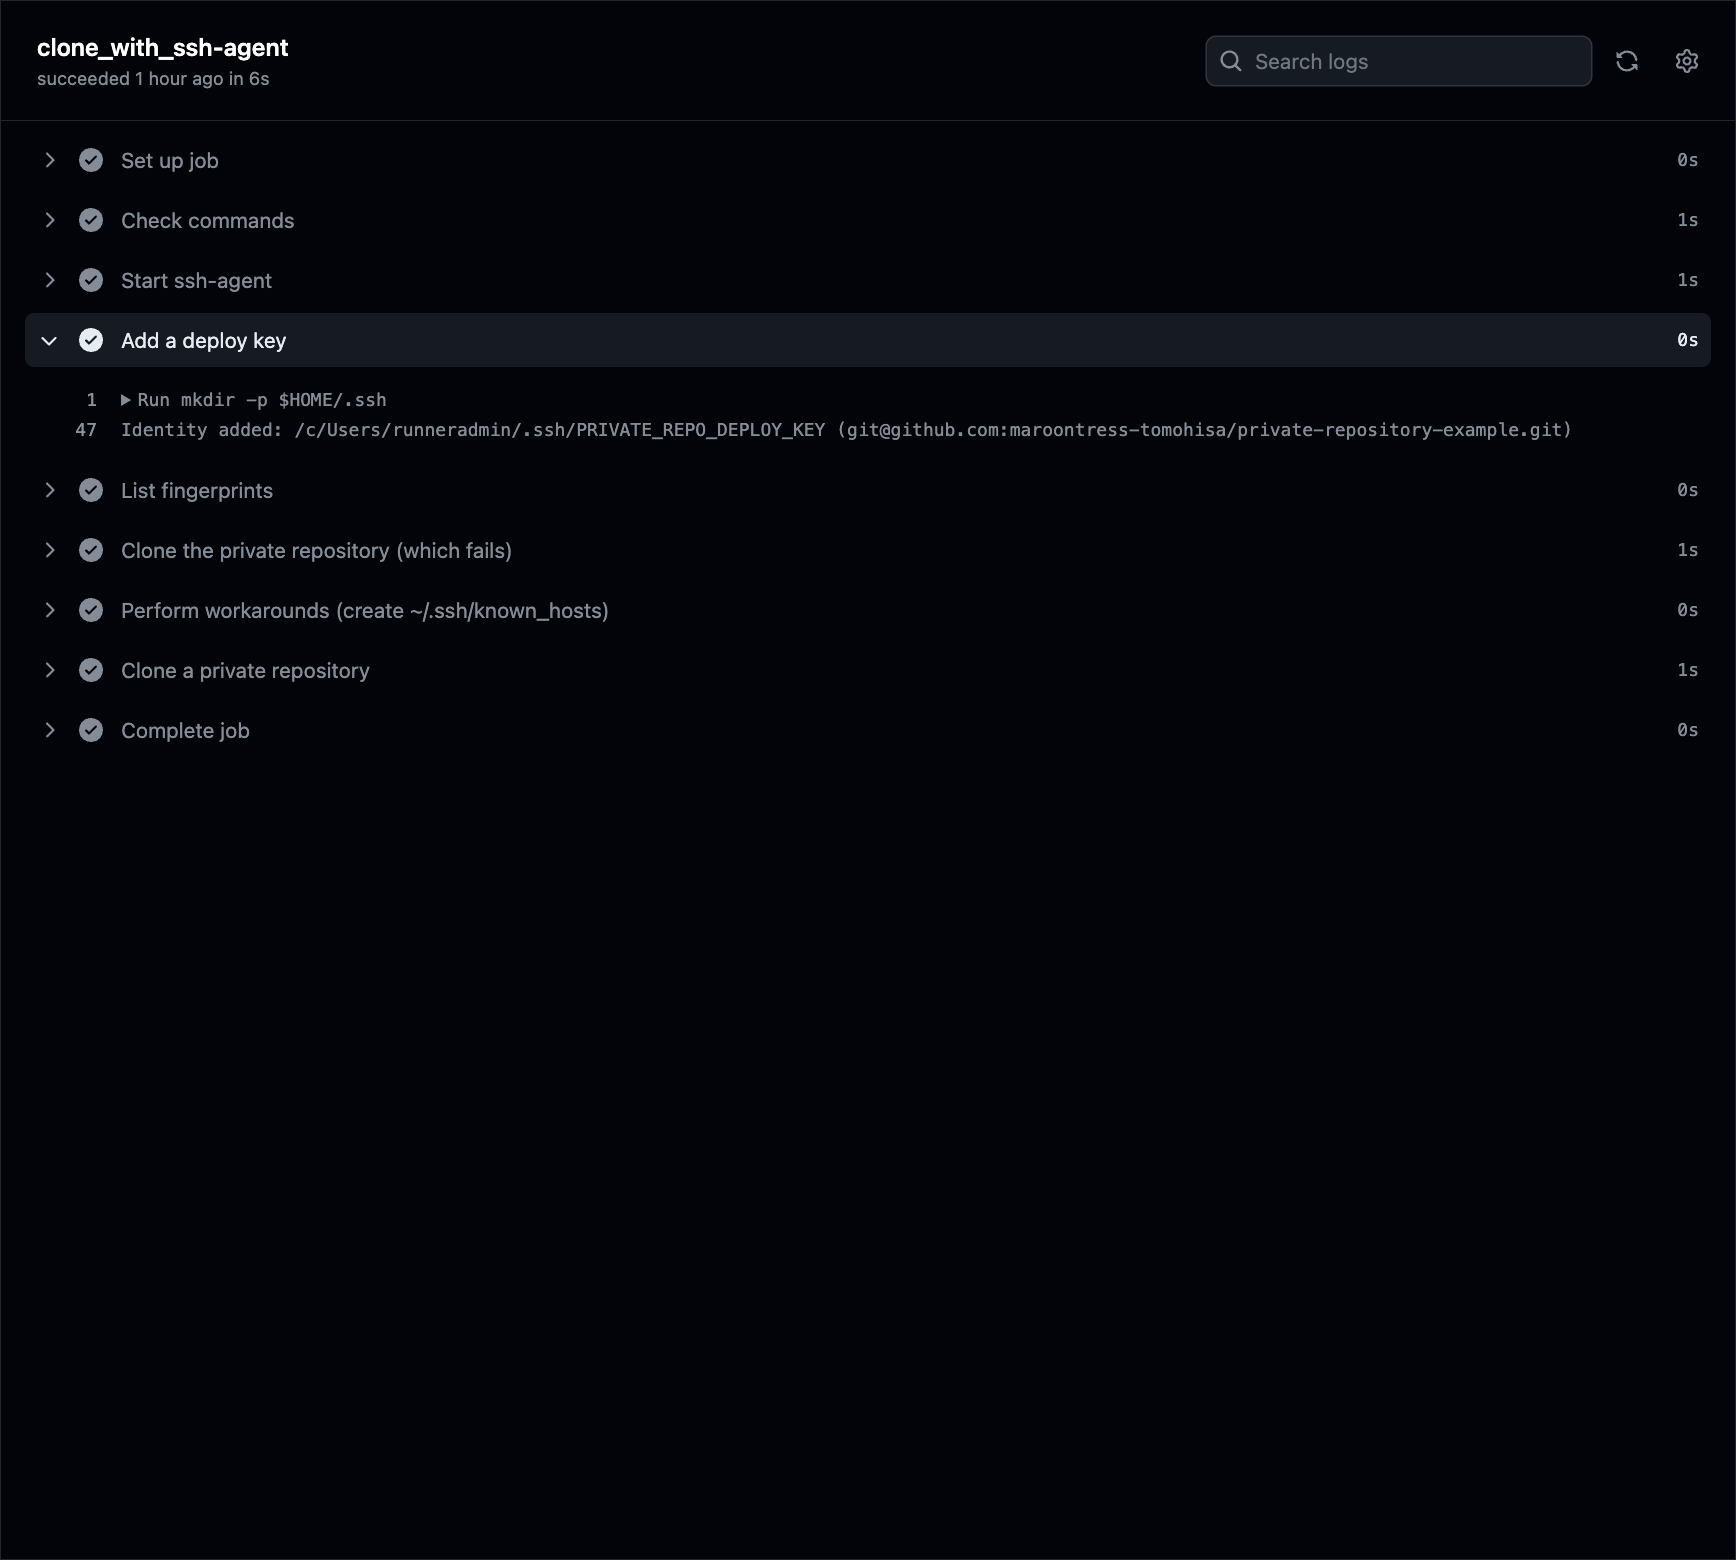 clone_with_ssh-agent
succeeded 1 hour ago in 6s
Search logs
Set up job 0s
Check commands 1s
Start ssh-agent 1s
Add a deploy key 0s
1 Run mkdir -p $HOME/.ssh
47 Identity added: /c/Users/runneradmin/.ssh/PRIVATE_REPO_DEPLOY_KEY (git@github.com:maroontress-tomohisa/private-repository-example.git)
List fingerprints 0s
Clone the private repository (which fails) 1s
Perform workarounds (create ~/.ssh/known_hosts) 0s
Clone a private repository 1s
Complete job 0s